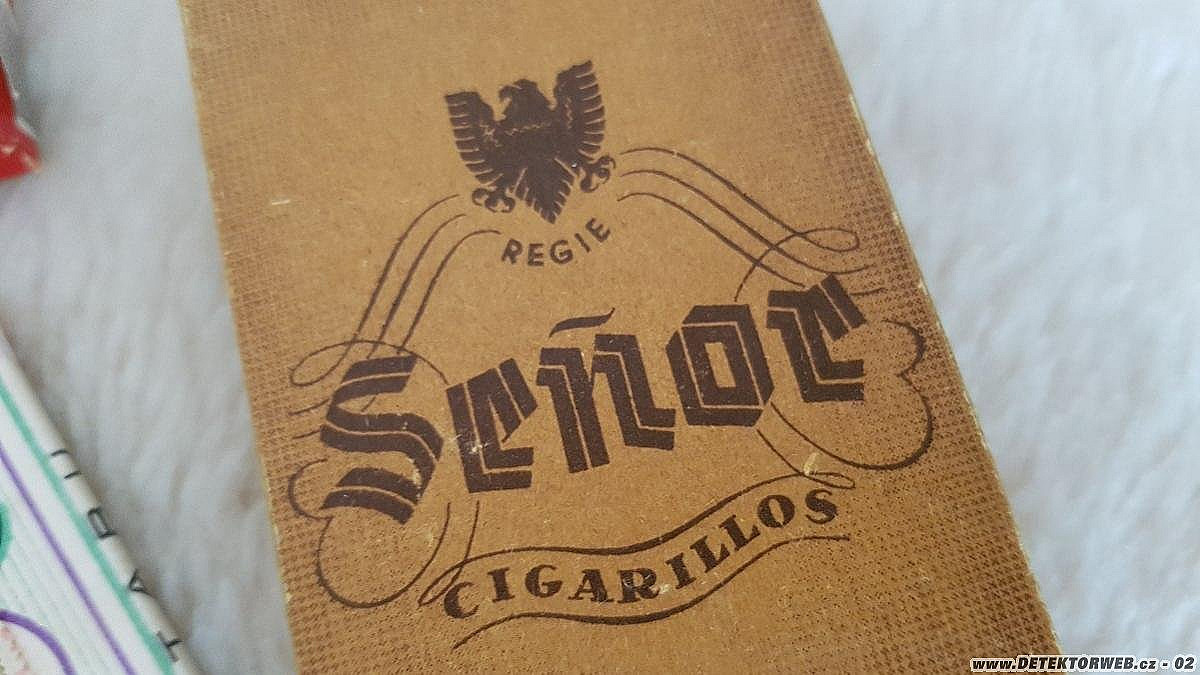 REGIE
Señor
CIGARILLOS
www.DETEKTORWEB.cz - 02